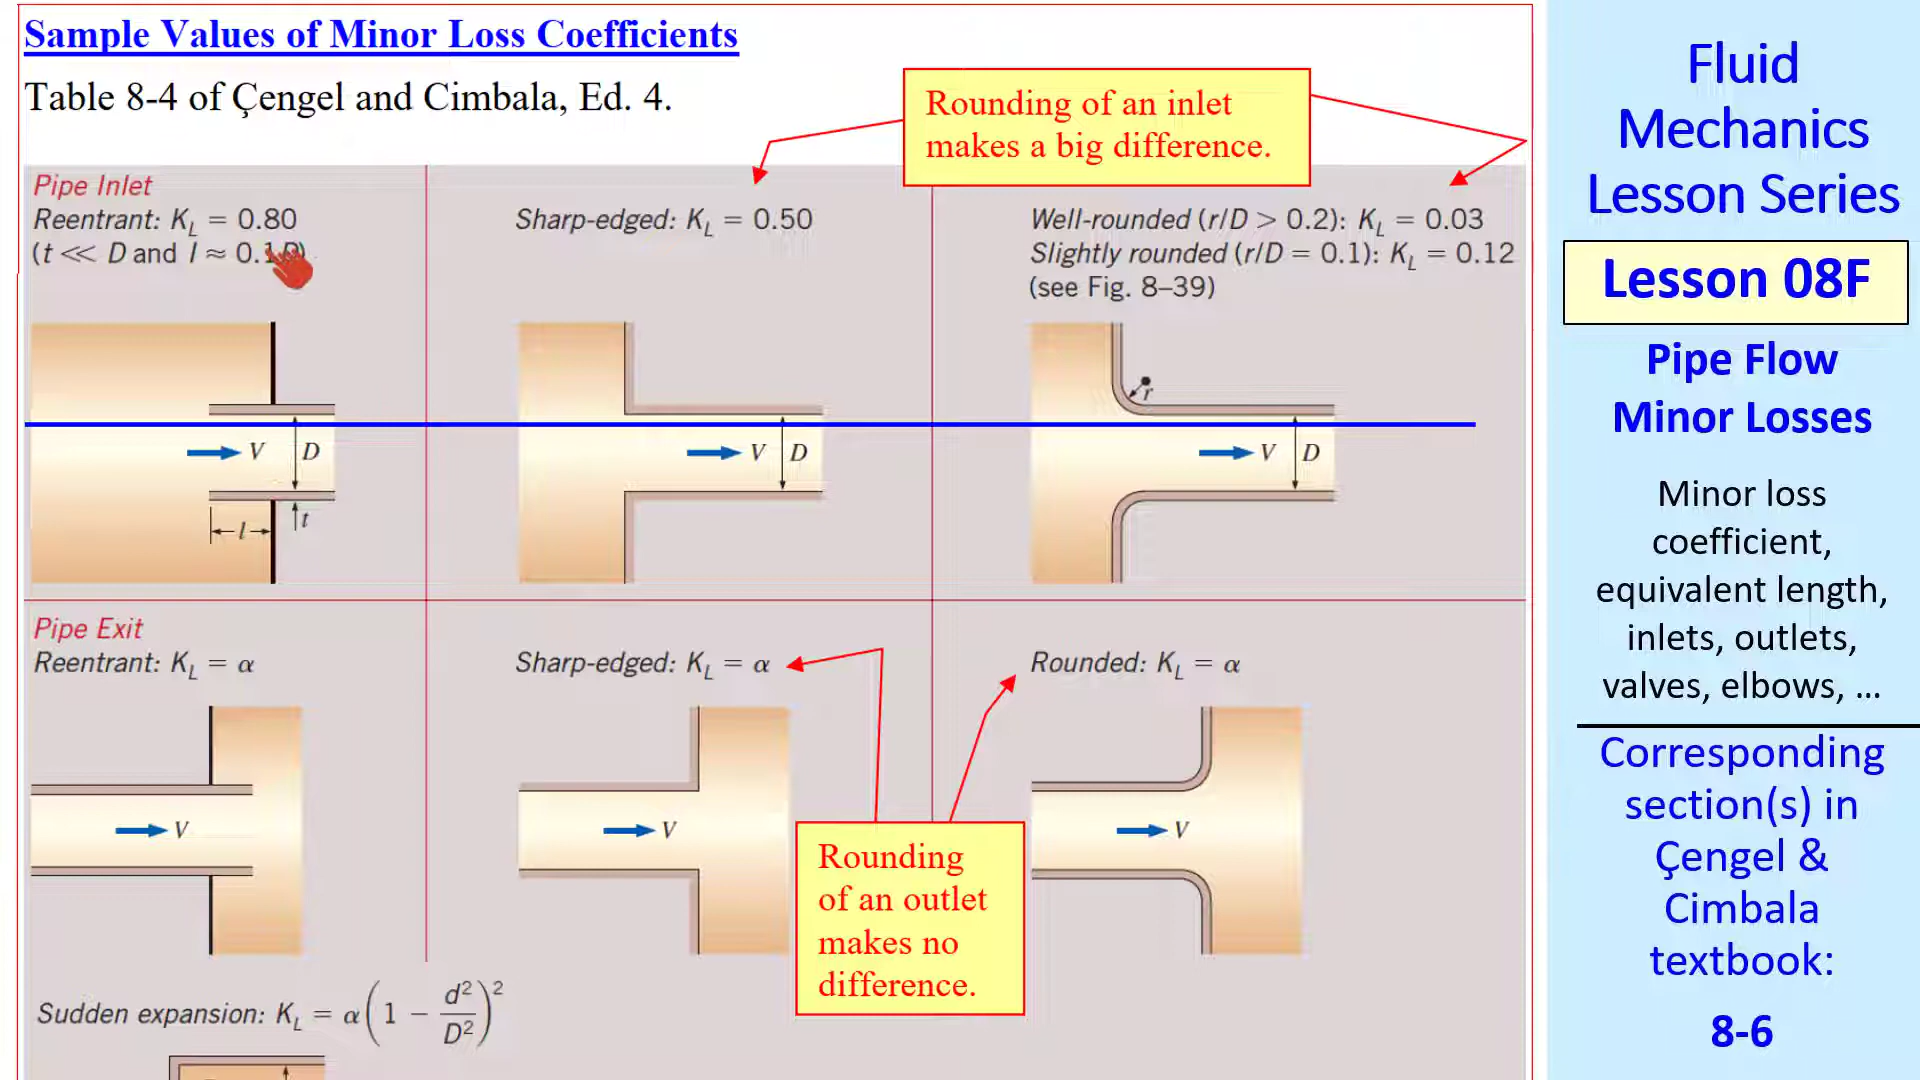 Sample Values of Minor Loss Coefficients
Table 8-4 of Çengel and Cimbala, Ed. 4.
Rounding of an inlet
makes a big difference.
Pipe Inlet
Reentrant: K_L = 0.80
(t << D and l ≈ 0.1D)
Sharp-edged: K_L = 0.50
Well-rounded (r/D > 0.2): K_L = 0.03
Slightly rounded (r/D = 0.1): K_L = 0.12
(see Fig. 8–39)
V
D
l
t
V
D
r
V
D
Pipe Exit
Reentrant: K_L = α
Sharp-edged: K_L = α
Rounded: K_L = α
V
V
V
Rounding
of an outlet
makes no
difference.
Sudden expansion: K_L = α(1 − d²/D²)²
Fluid
Mechanics
Lesson Series
Lesson 08F
Pipe Flow
Minor Losses
Minor loss
coefficient,
equivalent length,
inlets, outlets,
valves, elbows, ...
Corresponding
section(s) in
Çengel &
Cimbala
textbook:
8-6